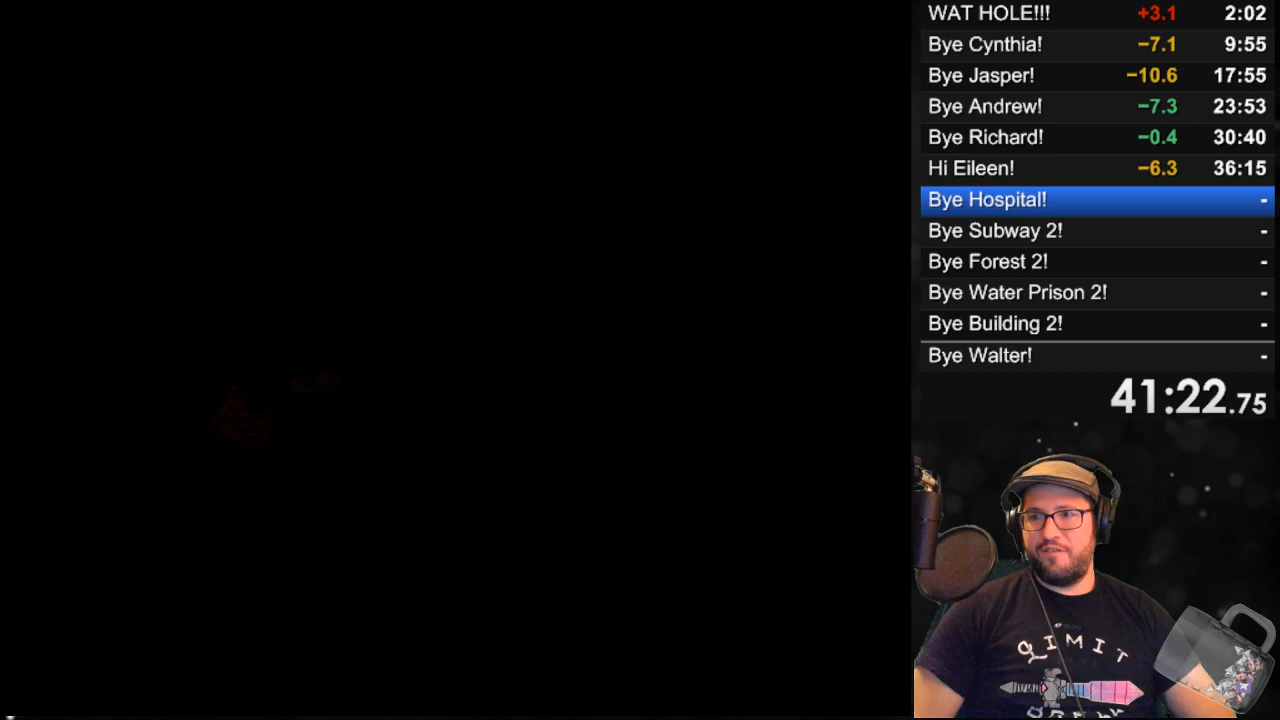 WAT HOLE!!! +3.1 2:02
Bye Cynthia! −7.1 9:55
Bye Jasper! −10.6 17:55
Bye Andrew! −7.3 23:53
Bye Richard! −0.4 30:40
Hi Eileen! −6.3 36:15
Bye Hospital! -
Bye Subway 2! -
Bye Forest 2! -
Bye Water Prison 2! -
Bye Building 2! -
Bye Walter! -
41:22.75
LIMIT